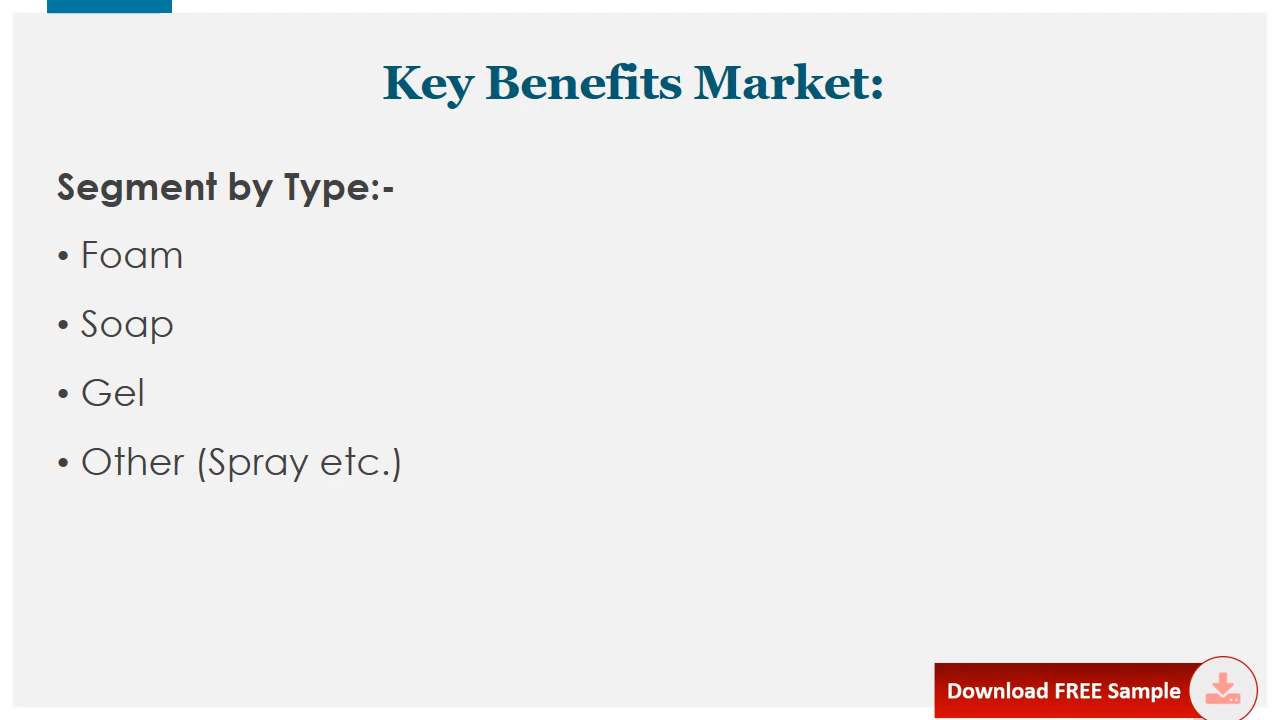 Key Benefits Market:
Segment by Type:-
• Foam
• Soap
• Gel
• Other (Spray etc.)
Download FREE Sample